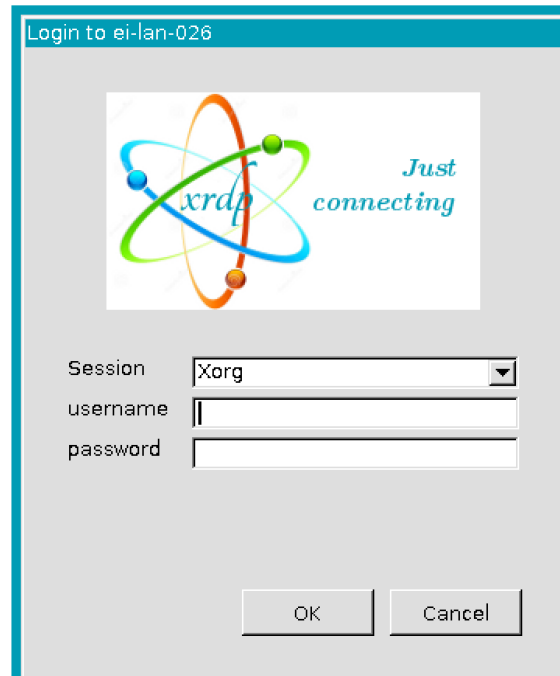 Login to ei-lan-026
xrdp
Just
connecting
Session
Xorg
username
password
OK
Cancel